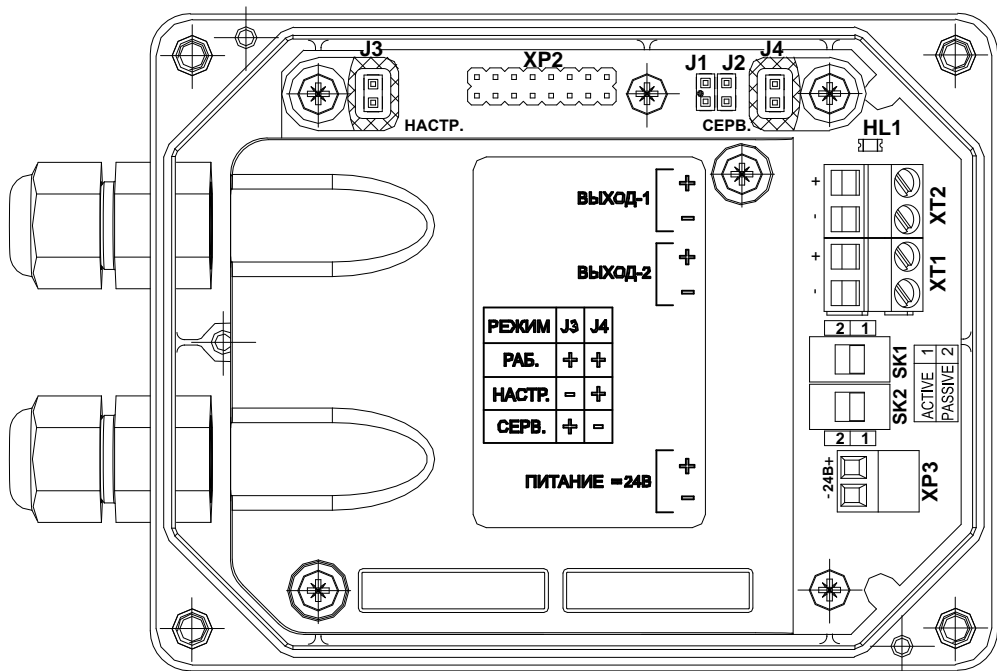 J3
XP2
J1 J2 J4
НАСТР.
СЕРВ.
HL1
ВЫХОД-1
+
-
+
-
XT2
ВЫХОД-2
+
-
+
-
XT1
РЕЖИМ J3 J4
РАБ. + +
НАСТР. - +
СЕРВ. + -
2 1
SK1
SK2
2 1
ACTIVE 1
PASSIVE 2
ПИТАНИЕ =24В
+
-
-24В+
XP3